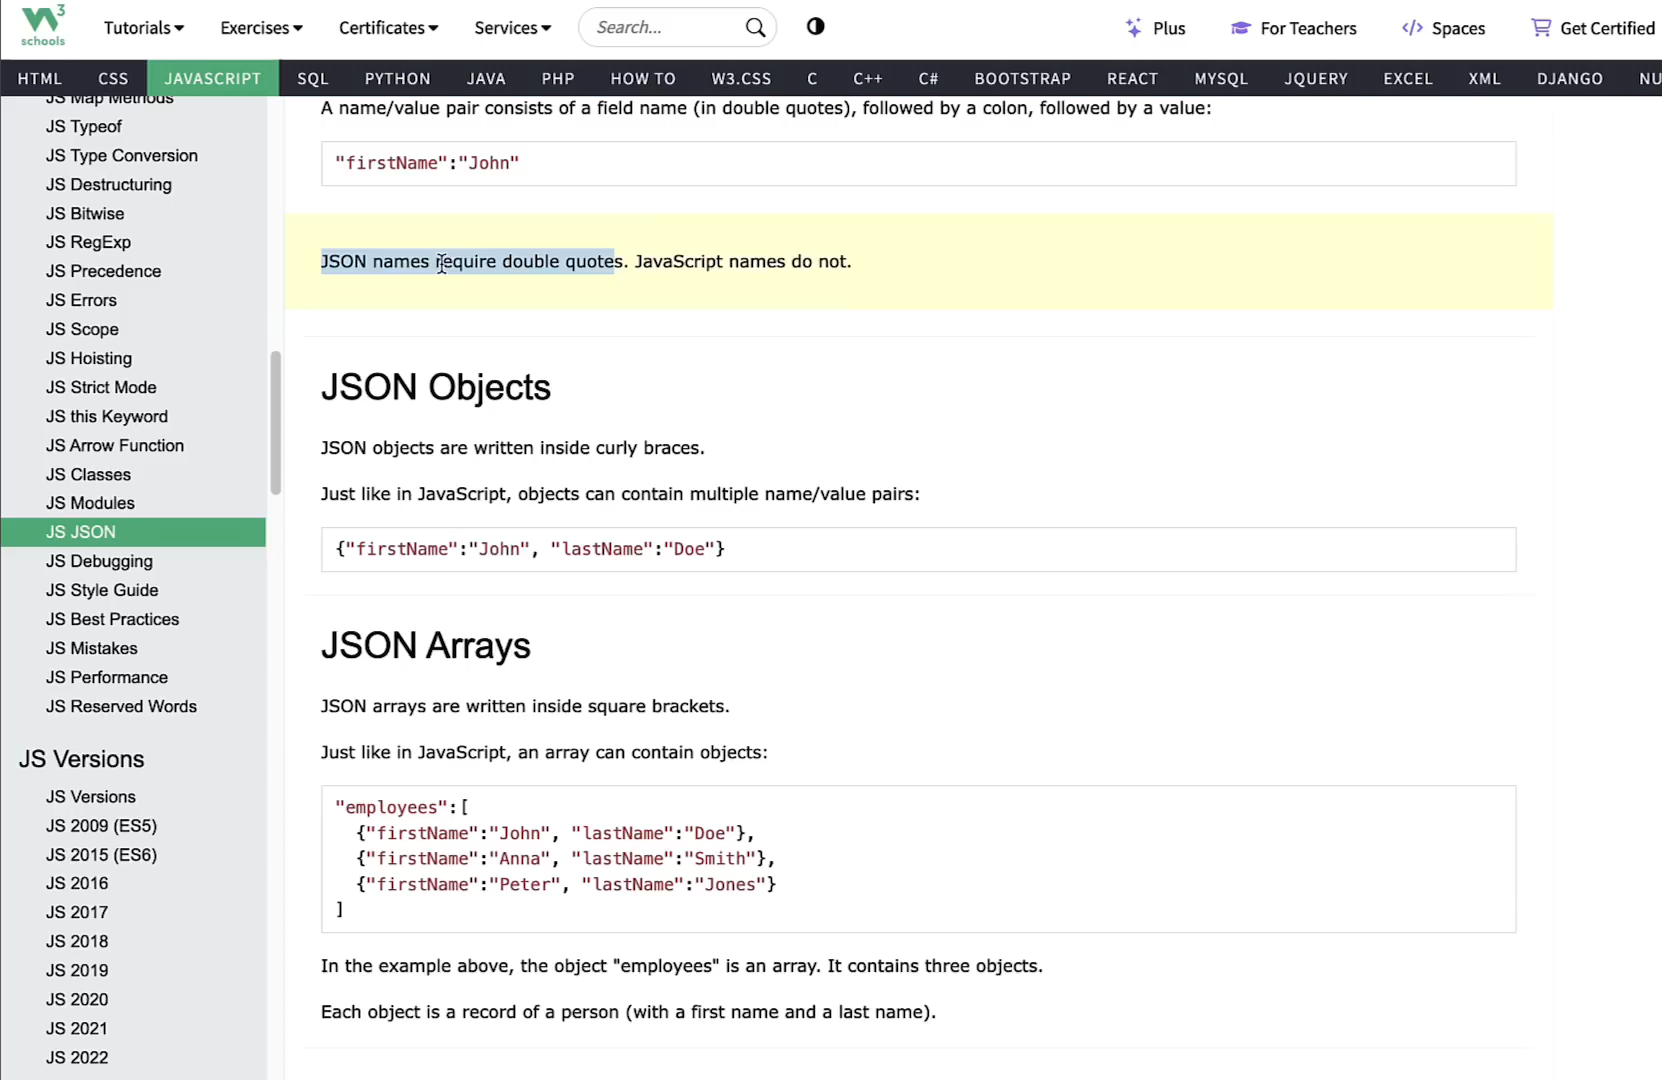 W3 schools
Tutorials Exercises Certificates Services Search... Plus For Teachers Spaces Get Certified
HTML CSS JAVASCRIPT SQL PYTHON JAVA PHP HOW TO W3.CSS C C++ C# BOOTSTRAP REACT MYSQL JQUERY EXCEL XML DJANGO NU
JS Map Methods
JS Typeof
JS Type Conversion
JS Destructuring
JS Bitwise
JS RegExp
JS Precedence
JS Errors
JS Scope
JS Hoisting
JS Strict Mode
JS this Keyword
JS Arrow Function
JS Classes
JS Modules
JS JSON
JS Debugging
JS Style Guide
JS Best Practices
JS Mistakes
JS Performance
JS Reserved Words
JS Versions
JS Versions
JS 2009 (ES5)
JS 2015 (ES6)
JS 2016
JS 2017
JS 2018
JS 2019
JS 2020
JS 2021
JS 2022
A name/value pair consists of a field name (in double quotes), followed by a colon, followed by a value:
"firstName":"John"
JSON names require double quotes. JavaScript names do not.
JSON Objects
JSON objects are written inside curly braces.
Just like in JavaScript, objects can contain multiple name/value pairs:
{"firstName":"John", "lastName":"Doe"}
JSON Arrays
JSON arrays are written inside square brackets.
Just like in JavaScript, an array can contain objects:
"employees":[
{"firstName":"John", "lastName":"Doe"},
{"firstName":"Anna", "lastName":"Smith"},
{"firstName":"Peter", "lastName":"Jones"}
]
In the example above, the object "employees" is an array. It contains three objects.
Each object is a record of a person (with a first name and a last name).